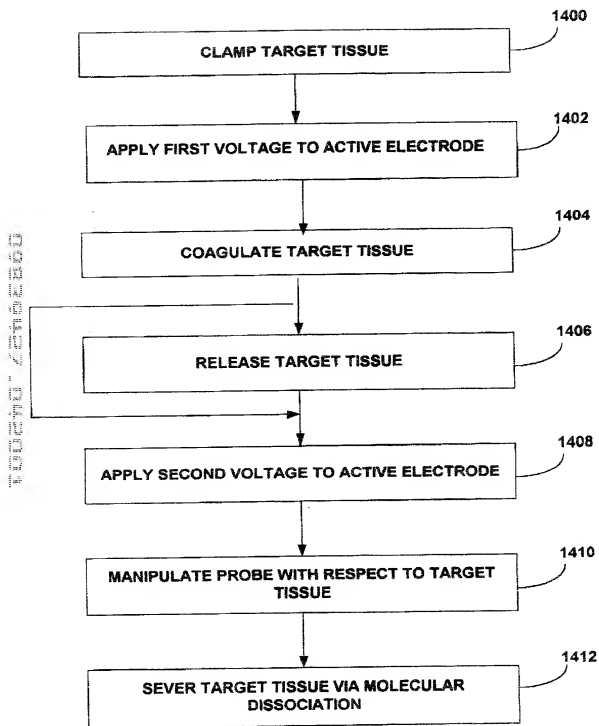 1400
CLAMP TARGET TISSUE
1402
APPLY FIRST VOLTAGE TO ACTIVE ELECTRODE
1404
COAGULATE TARGET TISSUE
1406
RELEASE TARGET TISSUE
1408
APPLY SECOND VOLTAGE TO ACTIVE ELECTRODE
1410
MANIPULATE PROBE WITH RESPECT TO TARGET
TISSUE
1412
SEVER TARGET TISSUE VIA MOLECULAR
DISSOCIATION